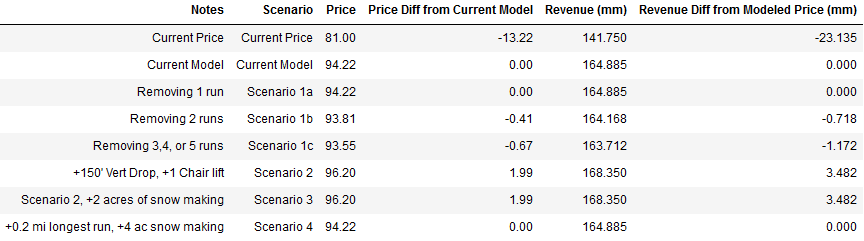 Notes Scenario Price Price Diff from Current Model Revenue (mm) Revenue Diff from Modeled Price (mm)
Current Price Current Price 81.00 -13.22 141.750 -23.135
Current Model Current Model 94.22 0.00 164.885 0.000
Removing 1 run Scenario 1a 94.22 0.00 164.885 0.000
Removing 2 runs Scenario 1b 93.81 -0.41 164.168 -0.718
Removing 3,4, or 5 runs Scenario 1c 93.55 -0.67 163.712 -1.172
+150' Vert Drop, +1 Chair lift Scenario 2 96.20 1.99 168.350 3.482
Scenario 2, +2 acres of snow making Scenario 3 96.20 1.99 168.350 3.482
+0.2 mi longest run, +4 ac snow making Scenario 4 94.22 0.00 164.885 0.000